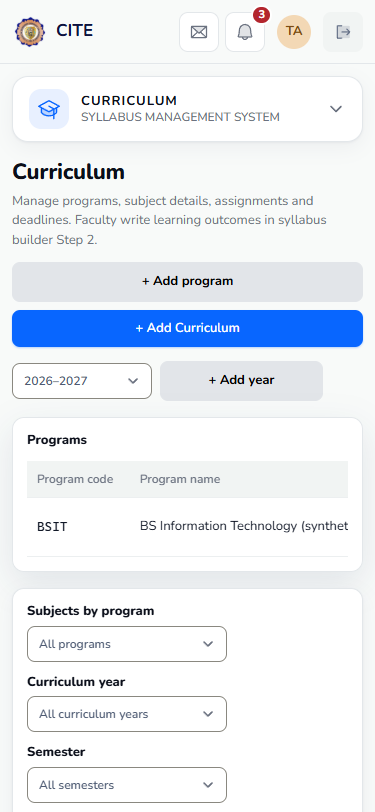 CITE
3
TA
CURRICULUM
SYLLABUS MANAGEMENT SYSTEM
Curriculum
Manage programs, subject details, assignments and
deadlines. Faculty write learning outcomes in syllabus
builder Step 2.
+ Add program
+ Add Curriculum
2026–2027
+ Add year
Programs
Program code Program name
BSIT BS Information Technology (synthet
Subjects by program
All programs
Curriculum year
All curriculum years
Semester
All semesters